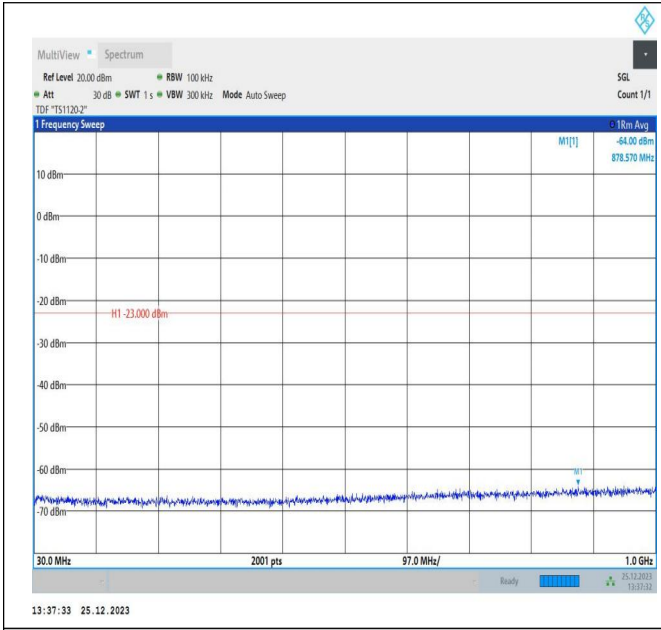 MultiView Spectrum
Ref Level 20.00 dBm RBW 100 kHz SGL
Att 30 dB SWT 1 s VBW 300 kHz Mode Auto Sweep Count 1/1
TDF "TS1120-2"
1 Frequency Sweep 1Rm Avg
M1[1] -64.00 dBm
878.570 MHz
10 dBm
0 dBm
-10 dBm
-20 dBm
H1 -23.000 dBm
-30 dBm
-40 dBm
-50 dBm
-60 dBm
M1
-70 dBm
30.0 MHz 2001 pts 97.0 MHz/ 1.0 GHz
Ready 25.12.2023
13:37:32
13:37:33 25.12.2023